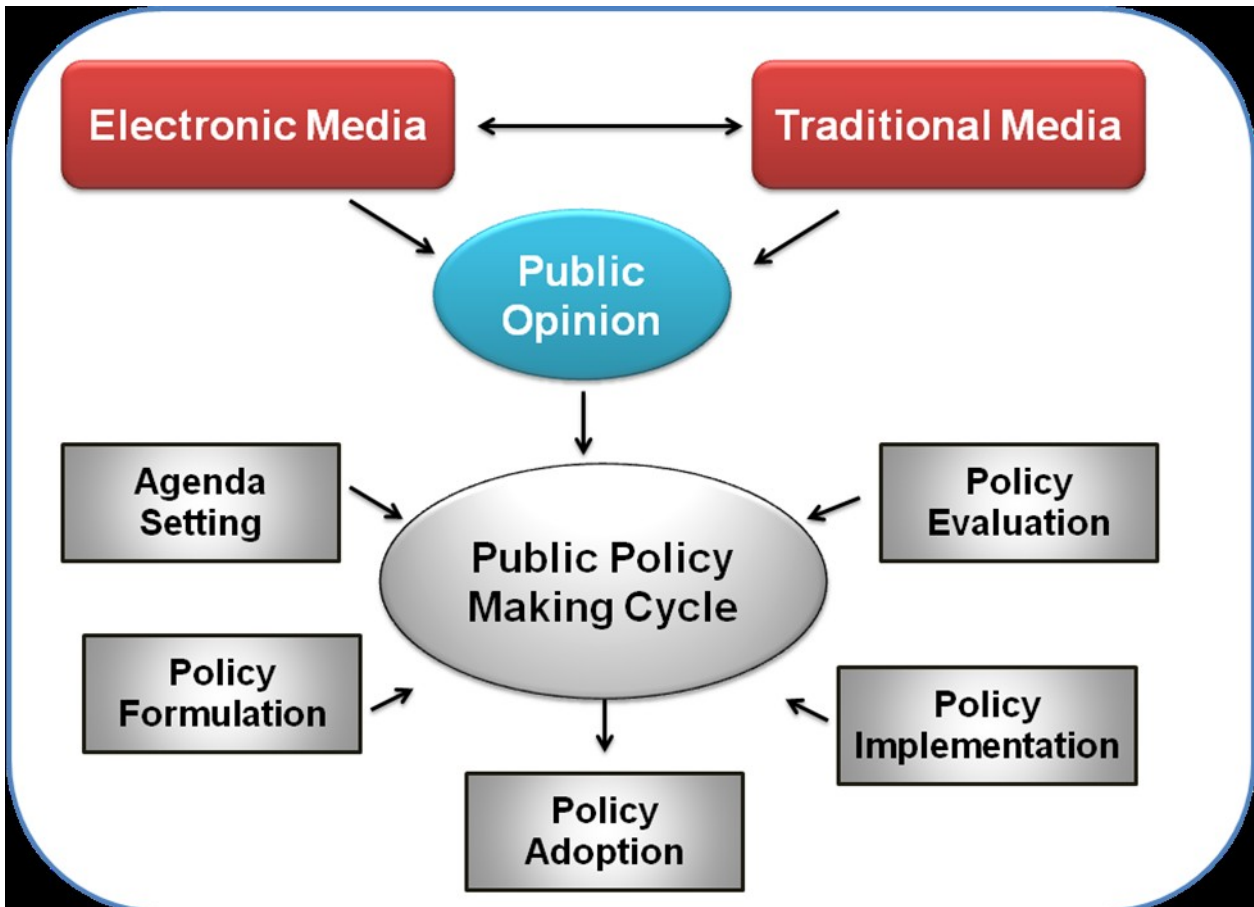 Electronic Media
Traditional Media
Public
Opinion
Agenda
Setting
Policy
Evaluation
Public Policy
Making Cycle
Policy
Formulation
Policy
Implementation
Policy
Adoption